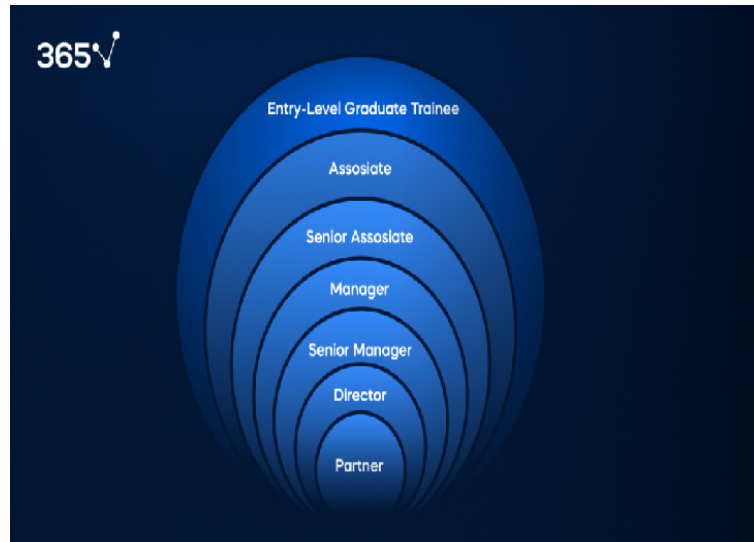 365
Entry-Level Graduate Trainee
Assosiate
Senior Assosiate
Manager
Senior Manager
Director
Partner